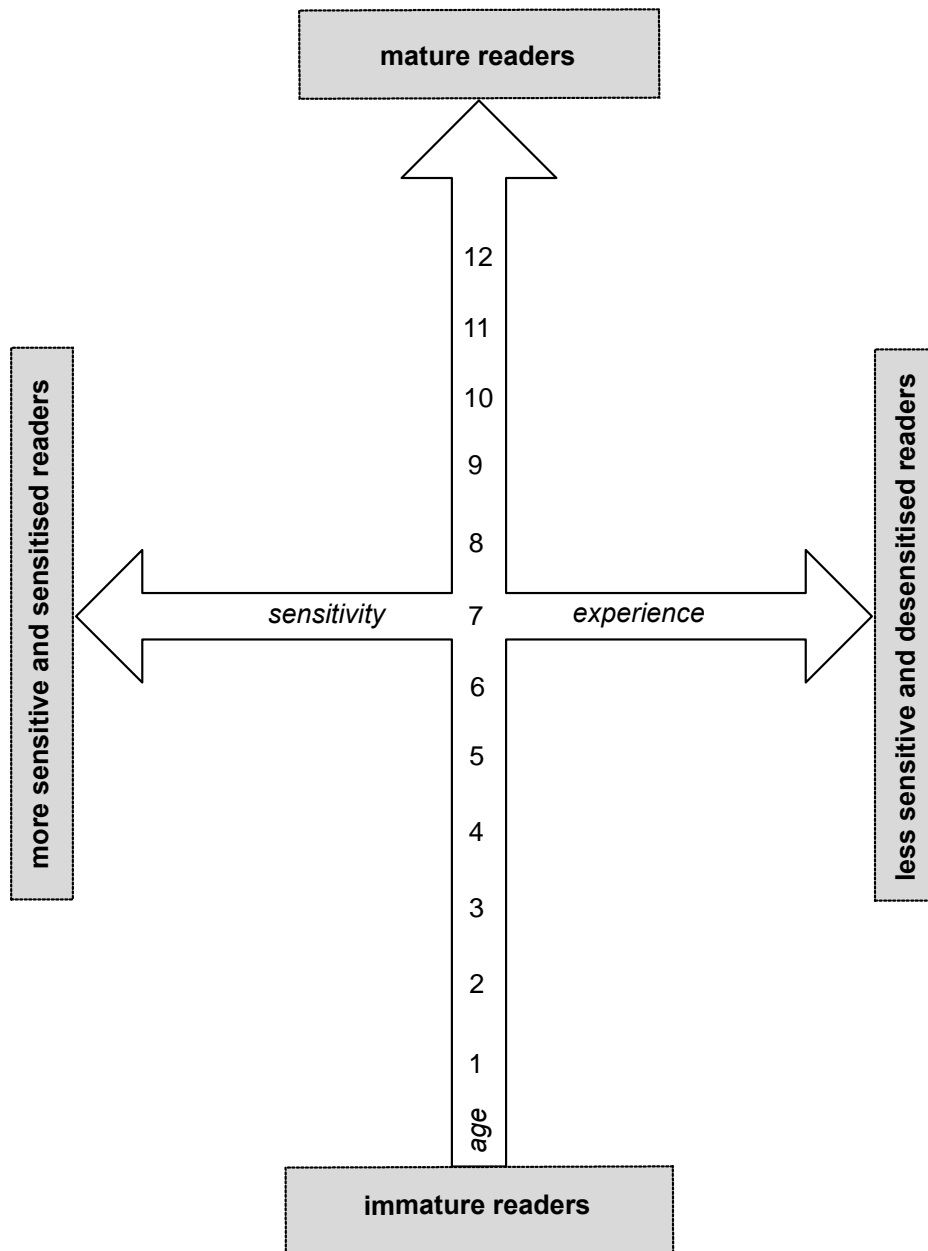 mature readers
12
11
10
9
8
more sensitive and sensitised readers
sensitivity
7
experience
less sensitive and desensitised readers
6
5
4
3
2
1
age
immature readers